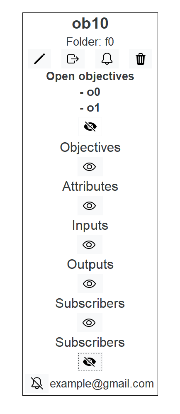 ob10
Folder: f0
Open objectives
- o0
- o1
Objectives
Attributes
Inputs
Outputs
Subscribers
Subscribers
example@gmail.com